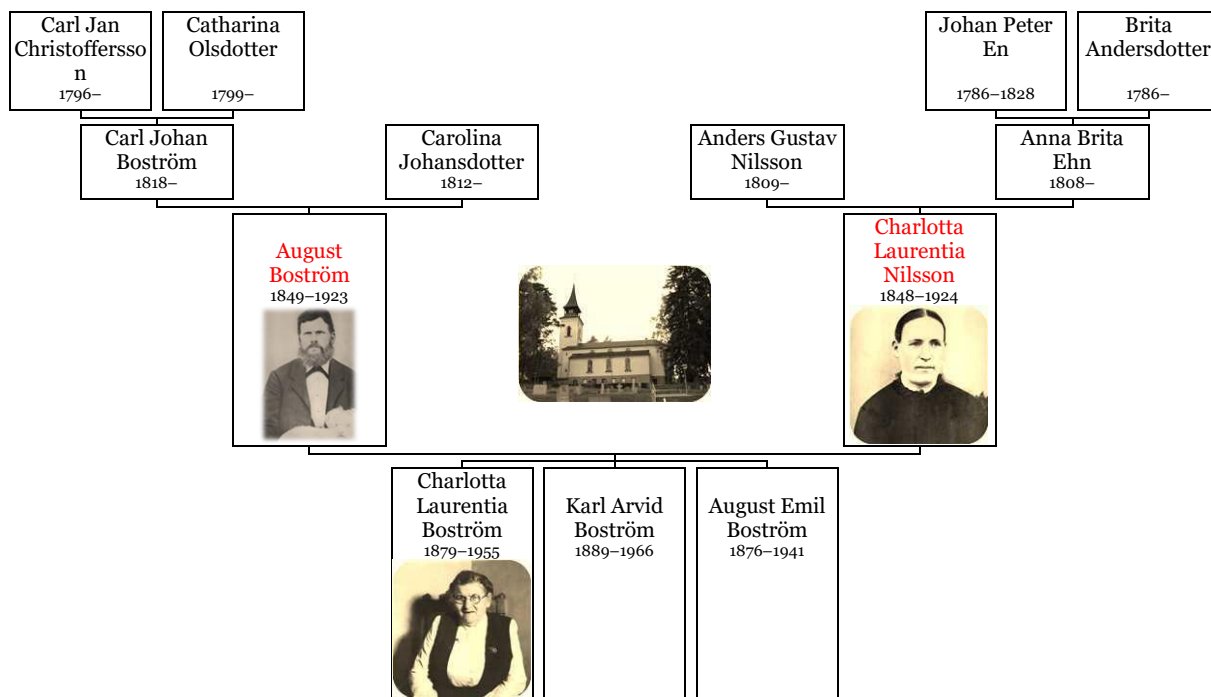 Carl Jan
Christofferso
n
1796–
Catharina
Olsdotter
1799–
Johan Peter
En
1786–1828
Brita
Andersdotter
1786–
Carl Johan
Boström
1818–
Carolina
Johansdotter
1812–
Anders Gustav
Nilsson
1809–
Anna Brita
Ehn
1808–
August
Boström
1849–1923
Charlotta
Laurentia
Nilsson
1848–1924
Charlotta
Laurentia
Boström
1879–1955
Karl Arvid
Boström
1889–1966
August Emil
Boström
1876–1941